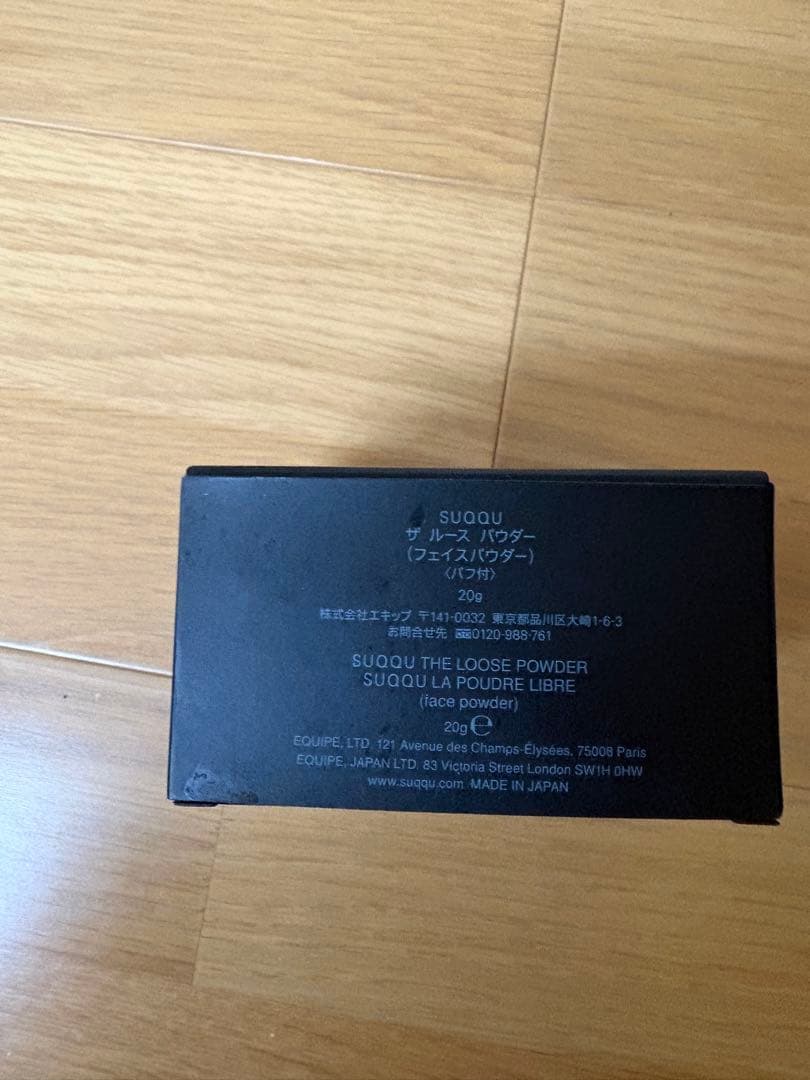 SUQQU
ザ ルース パウダー
(フェイスパウダー)
〈パフ付〉
20g
株式会社エキップ 〒141-0032 東京都品川区大崎1-6-3
お問合せ先 0120-988-761
SUQQU THE LOOSE POWDER
SUQQU LA POUDRE LIBRE
(face powder)
20g ℮
EQUIPE, LTD. 121 Avenue des Champs-Élysées, 75008 Paris
EQUIPE, JAPAN LTD. 83 Victoria Street London SW1H 0HW
www.suqqu.com MADE IN JAPAN